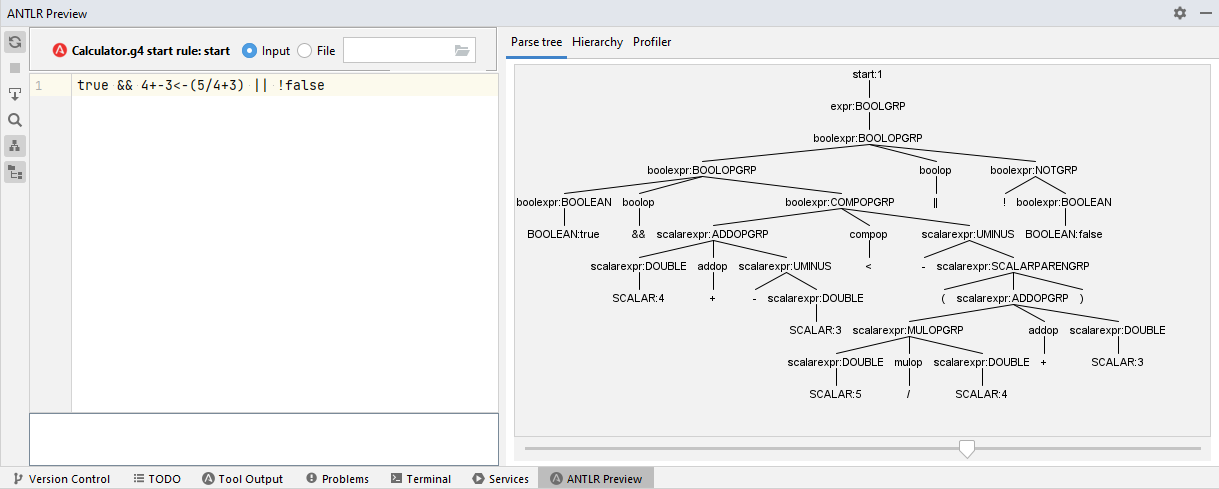 ANTLR Preview
Calculator.g4 start rule: start Input File
1 true && 4+-3<-(5/4+3) || !false
Parse tree Hierarchy Profiler
start:1
expr:BOOLGRP
boolexpr:BOOLOPGRP
boolexpr:BOOLOPGRP boolop boolexpr:NOTGRP
boolexpr:BOOLEAN boolop boolexpr:COMPOPGRP || ! boolexpr:BOOLEAN
BOOLEAN:true && scalarexpr:ADDOPGRP compop scalarexpr:UMINUS BOOLEAN:false
scalarexpr:DOUBLE addop scalarexpr:UMINUS < - scalarexpr:SCALARPARENGRP
SCALAR:4 + - scalarexpr:DOUBLE ( scalarexpr:ADDOPGRP )
SCALAR:3 scalarexpr:MULOPGRP addop scalarexpr:DOUBLE
scalarexpr:DOUBLE mulop scalarexpr:DOUBLE + SCALAR:3
SCALAR:5 / SCALAR:4
Version Control TODO Tool Output Problems Terminal Services ANTLR Preview